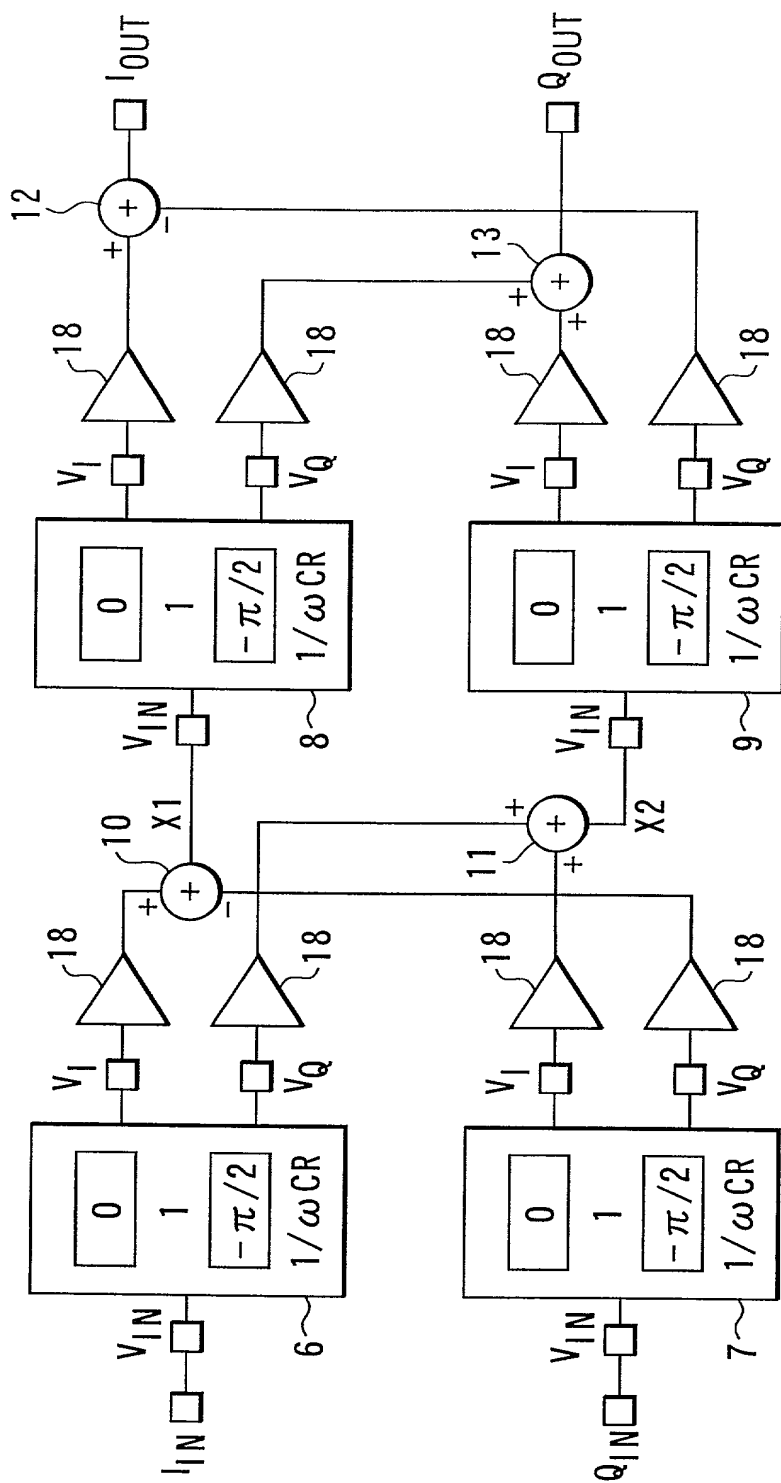 I_IN
V_IN
6
0
1
-π/2
1/ωCR
V_I
V_Q
18
18
10
+
+
-
X1
V_IN
8
0
1
-π/2
1/ωCR
V_I
V_Q
18
18
12
+
+
-
I_OUT
Q_IN
V_IN
7
0
1
-π/2
1/ωCR
V_I
V_Q
18
18
11
+
+
+
X2
V_IN
9
0
1
-π/2
1/ωCR
V_I
V_Q
18
18
13
+
+
+
Q_OUT